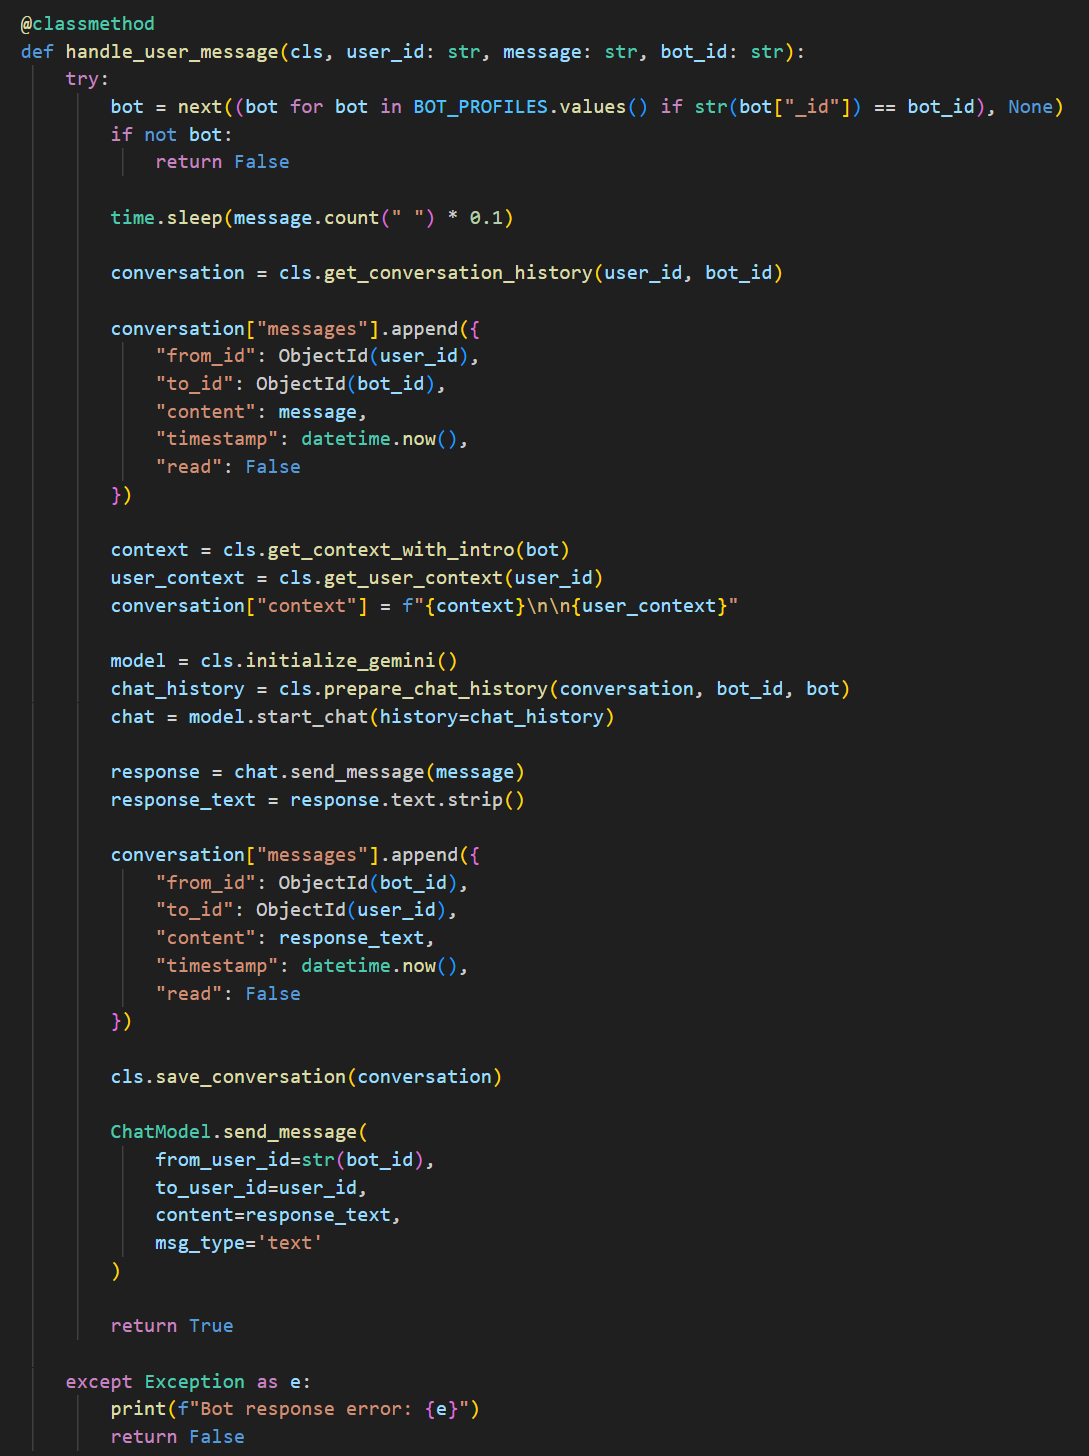 @classmethod
def handle_user_message(cls, user_id: str, message: str, bot_id: str):
    try:
        bot = next((bot for bot in BOT_PROFILES.values() if str(bot["_id"]) == bot_id), None)
        if not bot:
            return False

        time.sleep(message.count(" ") * 0.1)

        conversation = cls.get_conversation_history(user_id, bot_id)

        conversation["messages"].append({
            "from_id": ObjectId(user_id),
            "to_id": ObjectId(bot_id),
            "content": message,
            "timestamp": datetime.now(),
            "read": False
        })

        context = cls.get_context_with_intro(bot)
        user_context = cls.get_user_context(user_id)
        conversation["context"] = f"{context}\n\n{user_context}"

        model = cls.initialize_gemini()
        chat_history = cls.prepare_chat_history(conversation, bot_id, bot)
        chat = model.start_chat(history=chat_history)

        response = chat.send_message(message)
        response_text = response.text.strip()

        conversation["messages"].append({
            "from_id": ObjectId(bot_id),
            "to_id": ObjectId(user_id),
            "content": response_text,
            "timestamp": datetime.now(),
            "read": False
        })

        cls.save_conversation(conversation)

        ChatModel.send_message(
            from_user_id=str(bot_id),
            to_user_id=user_id,
            content=response_text,
            msg_type='text'
        )

        return True

    except Exception as e:
        print(f"Bot response error: {e}")
        return False